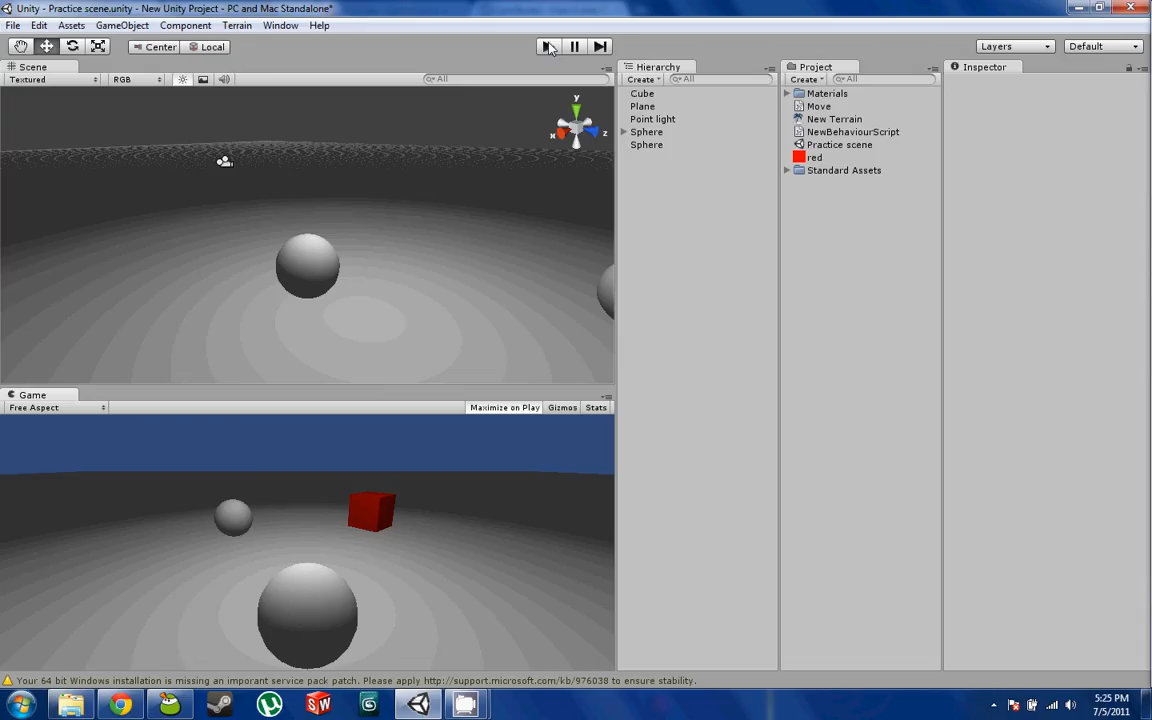 Unity - Practice scene.unity - New Unity Project - PC and Mac Standalone*
File Edit Assets GameObject Component Terrain Window Help
Center Local Layers Default
Scene Hierarchy Project Inspector
Textured RGB All Create All Create All
Cube
Plane
Point light
Sphere
Sphere
Materials
Move
New Terrain
NewBehaviourScript
Practice scene
red
Standard Assets
y
x
z
Game
Free Aspect Maximize on Play Gizmos Stats
Your 64 bit Windows installation is missing an imporant service pack patch. Please apply http://support.microsoft.com/kb/976038 to ensure stability.
SW
5:25 PM
7/5/2011